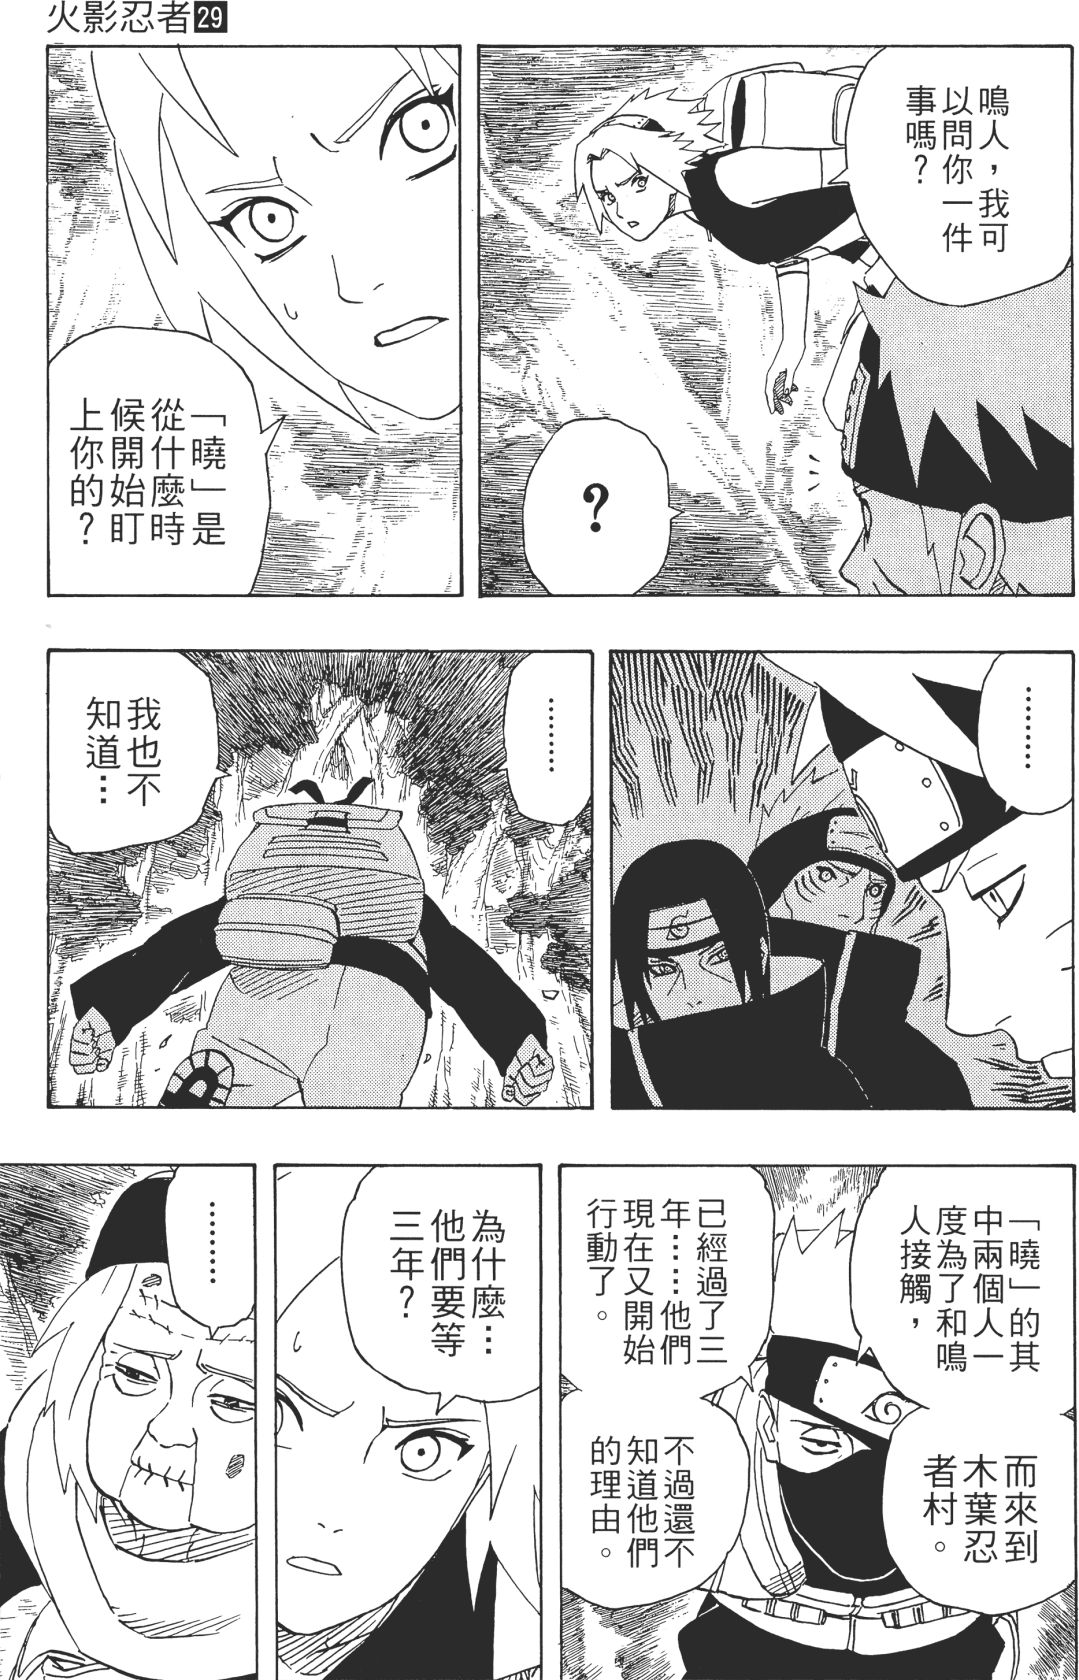 火影忍者29
鳴人，我可
以問你一件
事嗎？
？
「曉」是
從什麼時
候開始盯
上你的？
⋯⋯
⋯⋯
我也不
知道⋯
「曉」的其
中兩個人一
度為了和鳴
人接觸，
而來到
木葉忍
者村。
已經過了三
年⋯⋯他們
現在又開始
行動了。
不過還不
知道他們
的理由。
為什麼⋯
他們要等
三年？
⋯⋯